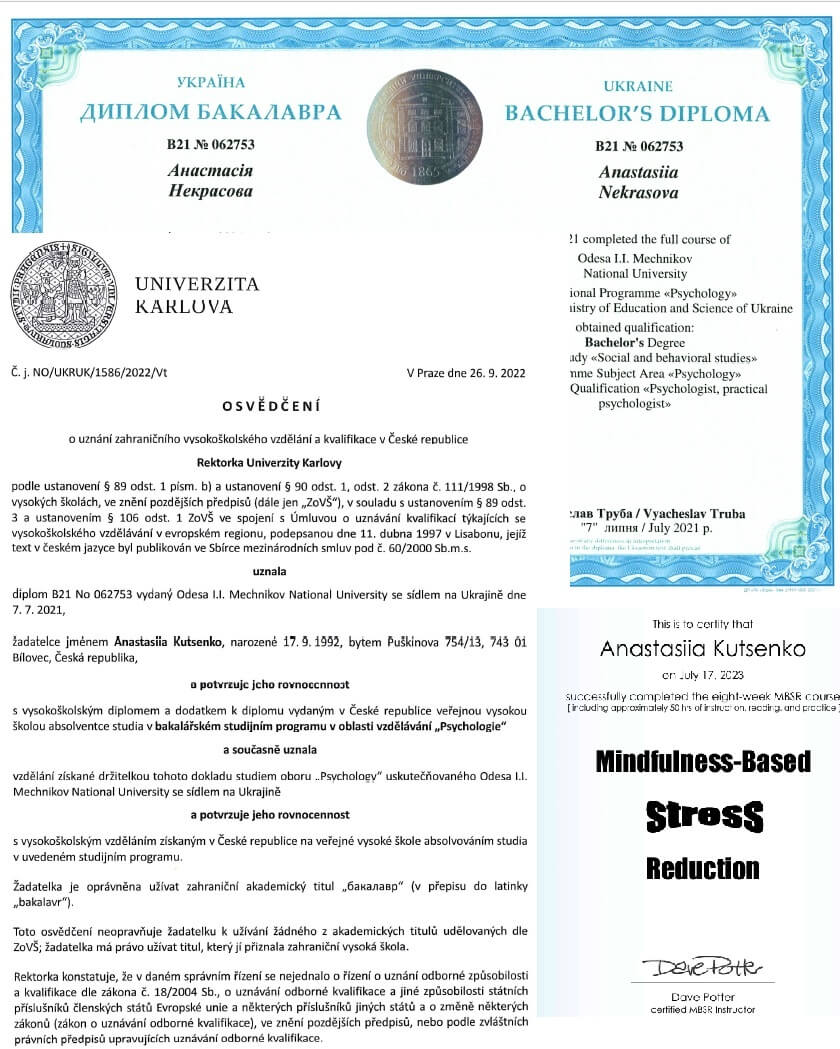 УКРАЇНА
ДИПЛОМ БАКАЛАВРА
B21 № 062753
Анастасія
Некрасова
1865
UKRAINE
BACHELOR'S DIPLOMA
B21 № 062753
Anastasiia
Nekrasova
21 completed the full course of
Odesa I.I. Mechnikov
National University
ional Programme «Psychology»
istry of Education and Science of Ukraine
obtained qualification:
Bachelor's Degree
udy «Social and behavioral studies»
mme Subject Area «Psychology»
Qualification «Psychologist, practical
psychologist»
слав Труба / Vyacheslav Truba
"7" липня / July 2021 р.
UNIVERZITA
KARLOVA
Č. j. NO/UKRUK/1586/2022/Vt
V Praze dne 26. 9. 2022
OSVĚDČENÍ
o uznání zahraničního vysokoškolského vzdělání a kvalifikace v České republice
Rektorka Univerzity Karlovy
podle ustanovení § 89 odst. 1 písm. b) a ustanovení § 90 odst. 1, odst. 2 zákona č. 111/1998 Sb., o
vysokých školách, ve znění pozdějších předpisů (dále jen „ZoVŠ"), v souladu s ustanovením § 89 odst.
3 a ustanovením § 106 odst. 1 ZoVŠ ve spojení s Úmluvou o uznávání kvalifikací týkajících se
vysokoškolského vzdělávání v evropském regionu, podepsanou dne 11. dubna 1997 v Lisabonu, jejíž
text v českém jazyce byl publikován ve Sbírce mezinárodních smluv pod č. 60/2000 Sb.m.s.
uznala
diplom B21 No 062753 vydaný Odesa I.I. Mechnikov National University se sídlem na Ukrajině dne
7. 7. 2021,
žadatelce jménem Anastasiia Kutsenko, narozené 17. 9. 1992, bytem Puškinova 754/13, 743 01
Bílovec, Česká republika,
a potvrzuje jeho rovnocennost
s vysokoškolským diplomem a dodatkem k diplomu vydaným v České republice veřejnou vysokou
školou absolventce studia v bakalářském studijním programu v oblasti vzdělávání „Psychologie"
a současně uznala
vzdělání získané držitelkou tohoto dokladu studiem oboru „Psychology" uskutečňovaného Odesa I.I.
Mechnikov National University se sídlem na Ukrajině
a potvrzuje jeho rovnocennost
s vysokoškolským vzděláním získaným v České republice na veřejné vysoké škole absolvováním studia
v uvedeném studijním programu.
Žadatelka je oprávněna užívat zahraniční akademický titul „бакалавр" (v přepisu do latinky
„bakalavr").
Toto osvědčení neopravňuje žadatelku k užívání žádného z akademických titulů udělovaných dle
ZoVŠ; žadatelka má právo užívat titul, který jí přiznala zahraniční vysoká škola.
Rektorka konstatuje, že v daném správním řízení se nejednalo o řízení o uznání odborné způsobilosti
a kvalifikace dle zákona č. 18/2004 Sb., o uznávání odborné kvalifikace a jiné způsobilosti státních
příslušníků členských států Evropské unie a některých příslušníků jiných států a o změně některých
zákonů (zákon o uznávání odborné kvalifikace), ve znění pozdějších předpisů, nebo podle zvláštních
právních předpisů upravujících uznávání odborné kvalifikace.
This is to certify that
Anastasiia Kutsenko
on July 17, 2023
successfully completed the eight-week MBSR course
[including approximately 50 hrs of instruction, reading, and practice]
Mindfulness-Based
Stress
Reduction
Dave Potter
Dave Potter
certified MBSR Instructor